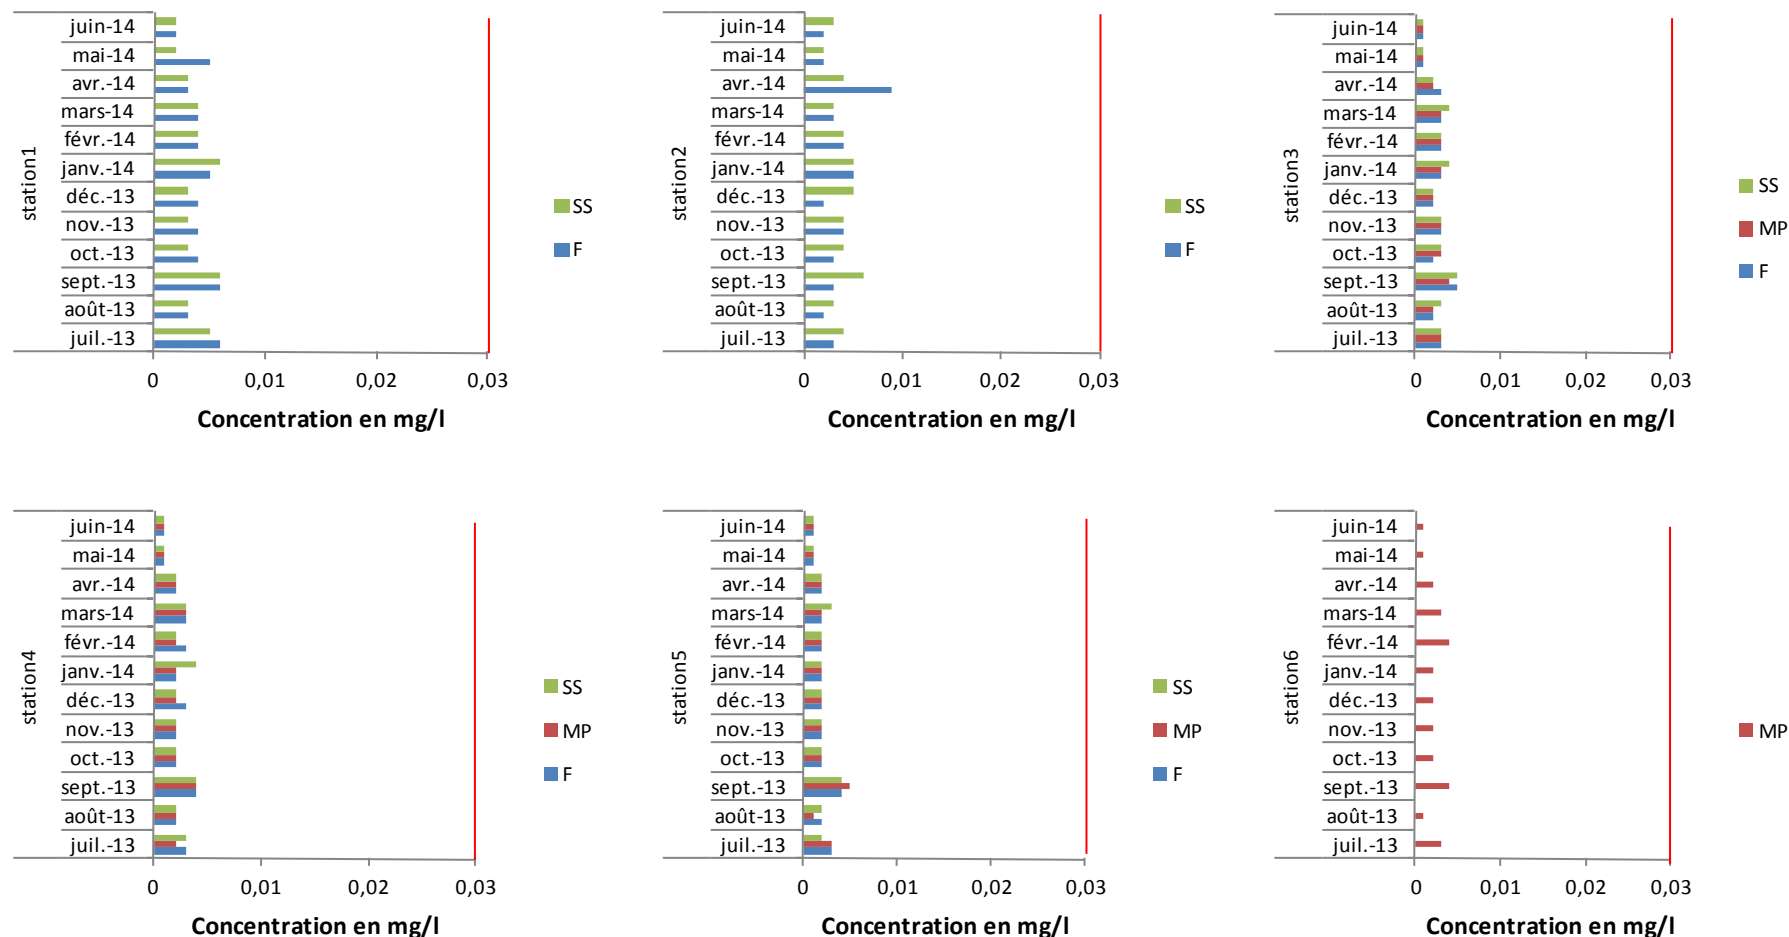 station1
juin-14
mai-14
avr.-14
mars-14
févr.-14
janv.-14
déc.-13
nov.-13
oct.-13
sept.-13
août-13
juil.-13
0 0,01 0,02 0,03
Concentration en mg/l
SS
F
station2
juin-14
mai-14
avr.-14
mars-14
févr.-14
janv.-14
déc.-13
nov.-13
oct.-13
sept.-13
août-13
juil.-13
0 0,01 0,02 0,03
Concentration en mg/l
SS
F
station3
juin-14
mai-14
avr.-14
mars-14
févr.-14
janv.-14
déc.-13
nov.-13
oct.-13
sept.-13
août-13
juil.-13
0 0,01 0,02 0,03
Concentration en mg/l
SS
MP
F
station4
juin-14
mai-14
avr.-14
mars-14
févr.-14
janv.-14
déc.-13
nov.-13
oct.-13
sept.-13
août-13
juil.-13
0 0,01 0,02 0,03
Concentration en mg/l
SS
MP
F
station5
juin-14
mai-14
avr.-14
mars-14
févr.-14
janv.-14
déc.-13
nov.-13
oct.-13
sept.-13
août-13
juil.-13
0 0,01 0,02 0,03
Concentration en mg/l
SS
MP
F
station6
juin-14
mai-14
avr.-14
mars-14
févr.-14
janv.-14
déc.-13
nov.-13
oct.-13
sept.-13
août-13
juil.-13
0 0,01 0,02 0,03
Concentration en mg/l
MP